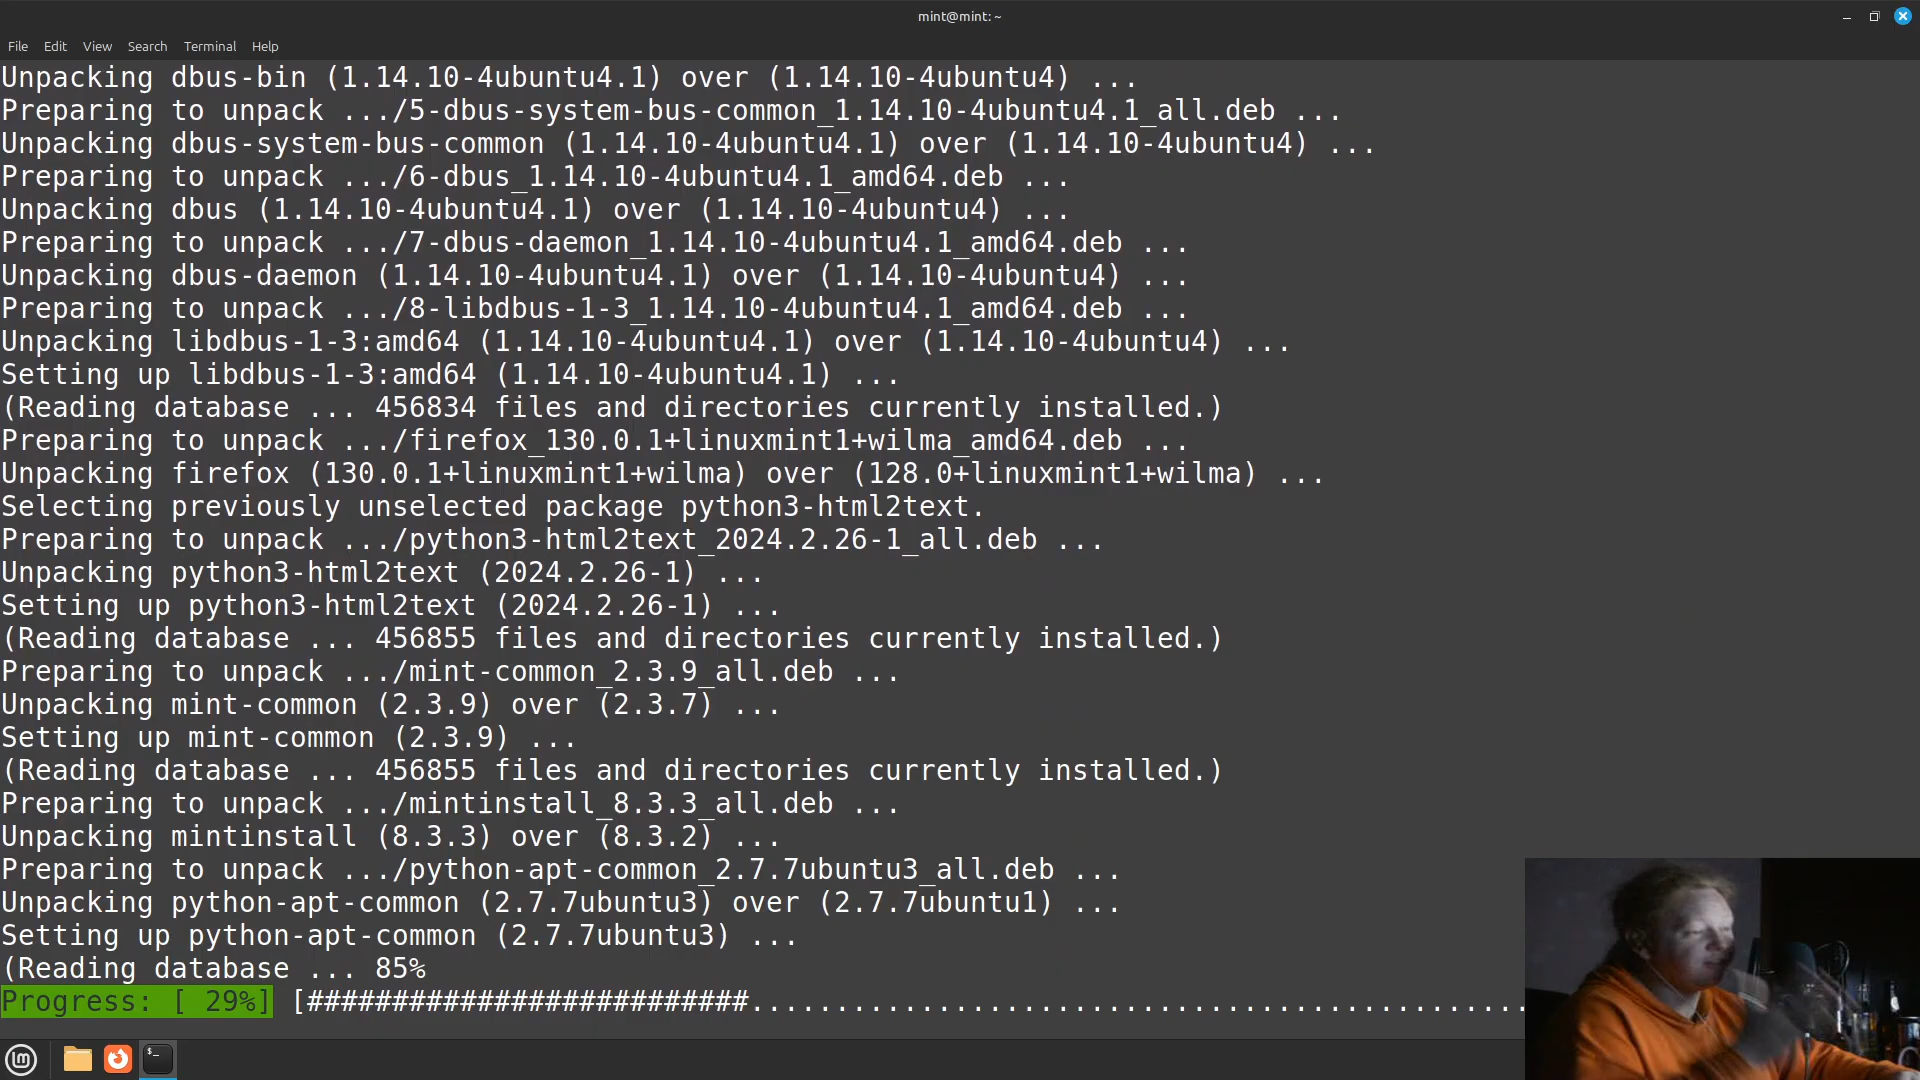 mint@mint: ~
File Edit View Search Terminal Help
Unpacking dbus-bin (1.14.10-4ubuntu4.1) over (1.14.10-4ubuntu4) ...
Preparing to unpack .../5-dbus-system-bus-common_1.14.10-4ubuntu4.1_all.deb ...
Unpacking dbus-system-bus-common (1.14.10-4ubuntu4.1) over (1.14.10-4ubuntu4) ...
Preparing to unpack .../6-dbus_1.14.10-4ubuntu4.1_amd64.deb ...
Unpacking dbus (1.14.10-4ubuntu4.1) over (1.14.10-4ubuntu4) ...
Preparing to unpack .../7-dbus-daemon_1.14.10-4ubuntu4.1_amd64.deb ...
Unpacking dbus-daemon (1.14.10-4ubuntu4.1) over (1.14.10-4ubuntu4) ...
Preparing to unpack .../8-libdbus-1-3_1.14.10-4ubuntu4.1_amd64.deb ...
Unpacking libdbus-1-3:amd64 (1.14.10-4ubuntu4.1) over (1.14.10-4ubuntu4) ...
Setting up libdbus-1-3:amd64 (1.14.10-4ubuntu4.1) ...
(Reading database ... 456834 files and directories currently installed.)
Preparing to unpack .../firefox_130.0.1+linuxmint1+wilma_amd64.deb ...
Unpacking firefox (130.0.1+linuxmint1+wilma) over (128.0+linuxmint1+wilma) ...
Selecting previously unselected package python3-html2text.
Preparing to unpack .../python3-html2text_2024.2.26-1_all.deb ...
Unpacking python3-html2text (2024.2.26-1) ...
Setting up python3-html2text (2024.2.26-1) ...
(Reading database ... 456855 files and directories currently installed.)
Preparing to unpack .../mint-common_2.3.9_all.deb ...
Unpacking mint-common (2.3.9) over (2.3.7) ...
Setting up mint-common (2.3.9) ...
(Reading database ... 456855 files and directories currently installed.)
Preparing to unpack .../mintinstall_8.3.3_all.deb ...
Unpacking mintinstall (8.3.3) over (8.3.2) ...
Preparing to unpack .../python-apt-common_2.7.7ubuntu3_all.deb ...
Unpacking python-apt-common (2.7.7ubuntu3) over (2.7.7ubuntu1) ...
Setting up python-apt-common (2.7.7ubuntu3) ...
(Reading database ... 85%
Progress: [ 29%] [##########################..............................................